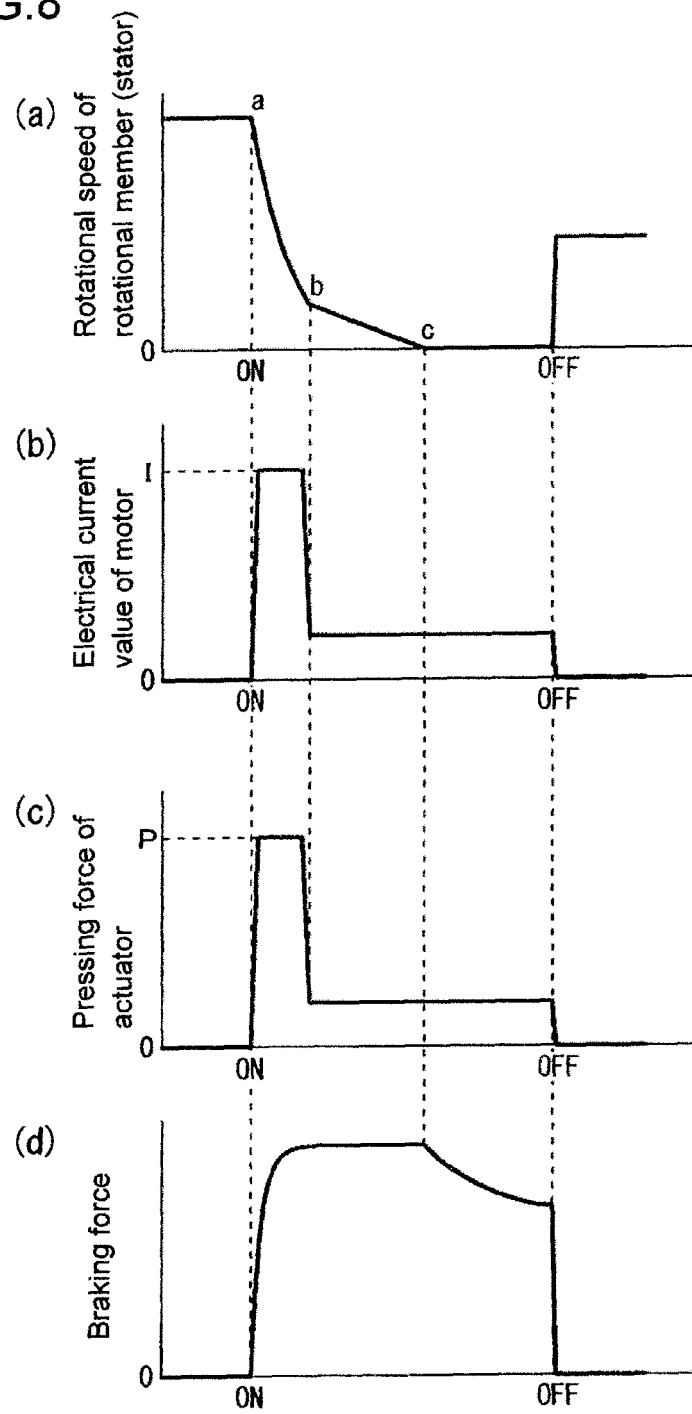 (a)
Rotational speed of
rotational member (stator)
a
b
c
0
ON
OFF
(b)
Electrical current
value of motor
I
0
ON
OFF
(c)
Pressing force of
actuator
P
0
ON
OFF
(d)
Braking force
0
ON
OFF